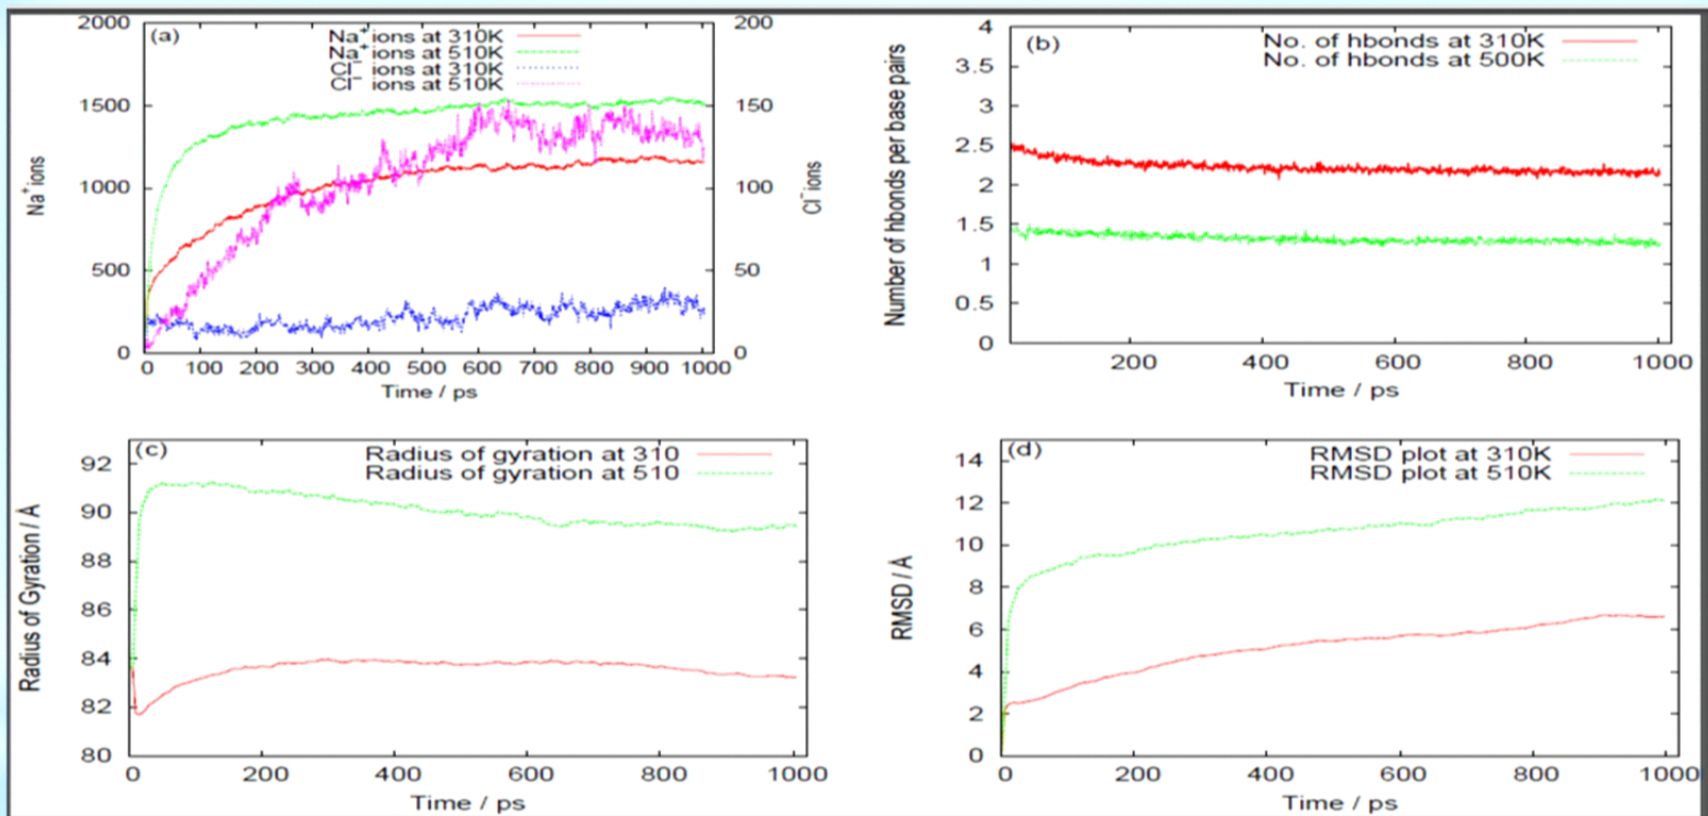 2000
1500
1000
500
0
Na⁺ions
(a)
Na⁺ions at 310K
Na⁺ions at 510K
Cl⁻ ions at 310K
Cl⁻ ions at 510K
200
150
100
50
0
Cl⁻ions
0 100 200 300 400 500 600 700 800 900 1000
Time / ps
4
3.5
3
2.5
2
1.5
1
0.5
0
Number of hbonds per base pairs
(b)
No. of hbonds at 310K
No. of hbonds at 500K
200 400 600 800 1000
Time / ps
92
90
88
86
84
82
80
Radius of Gyration / Å
(c)
Radius of gyration at 310
Radius of gyration at 510
0 200 400 600 800 1000
Time / ps
14
12
10
8
6
4
2
0
RMSD / Å
(d)
RMSD plot at 310K
RMSD plot at 510K
0 200 400 600 800 1000
Time / ps